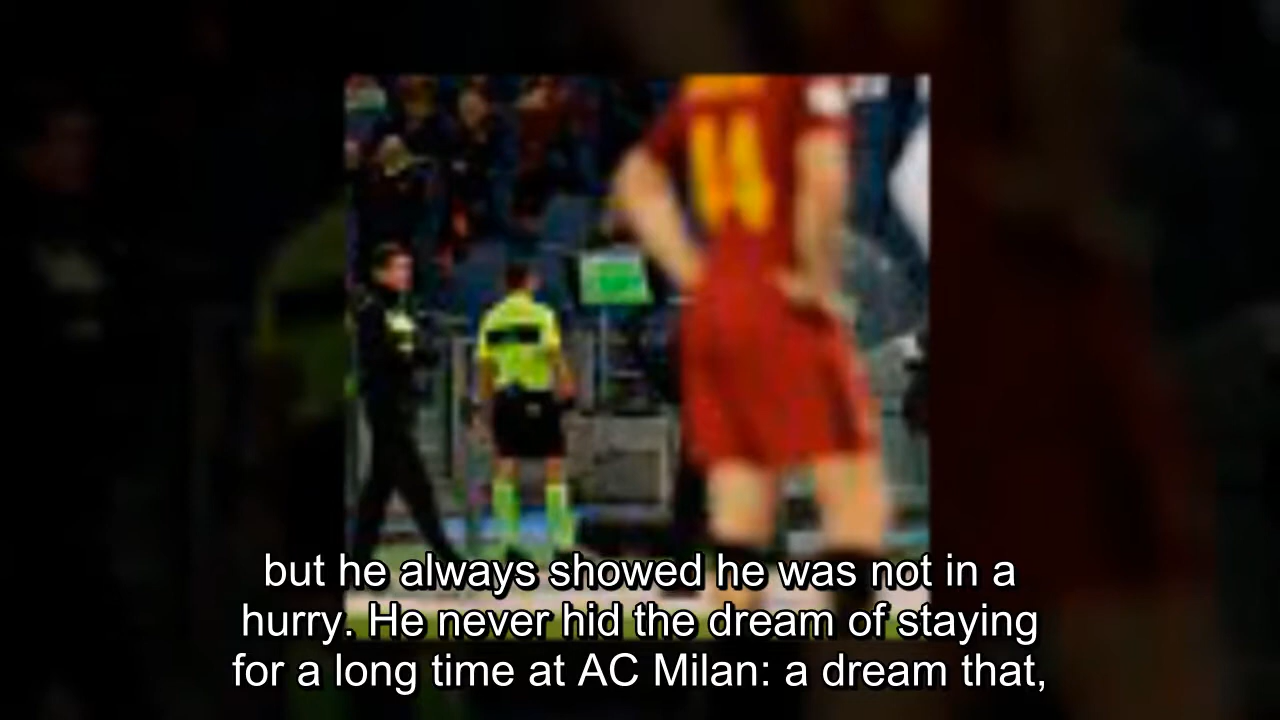 14
but he always showed he was not in a
hurry. He never hid the dream of staying
for a long time at AC Milan: a dream that,